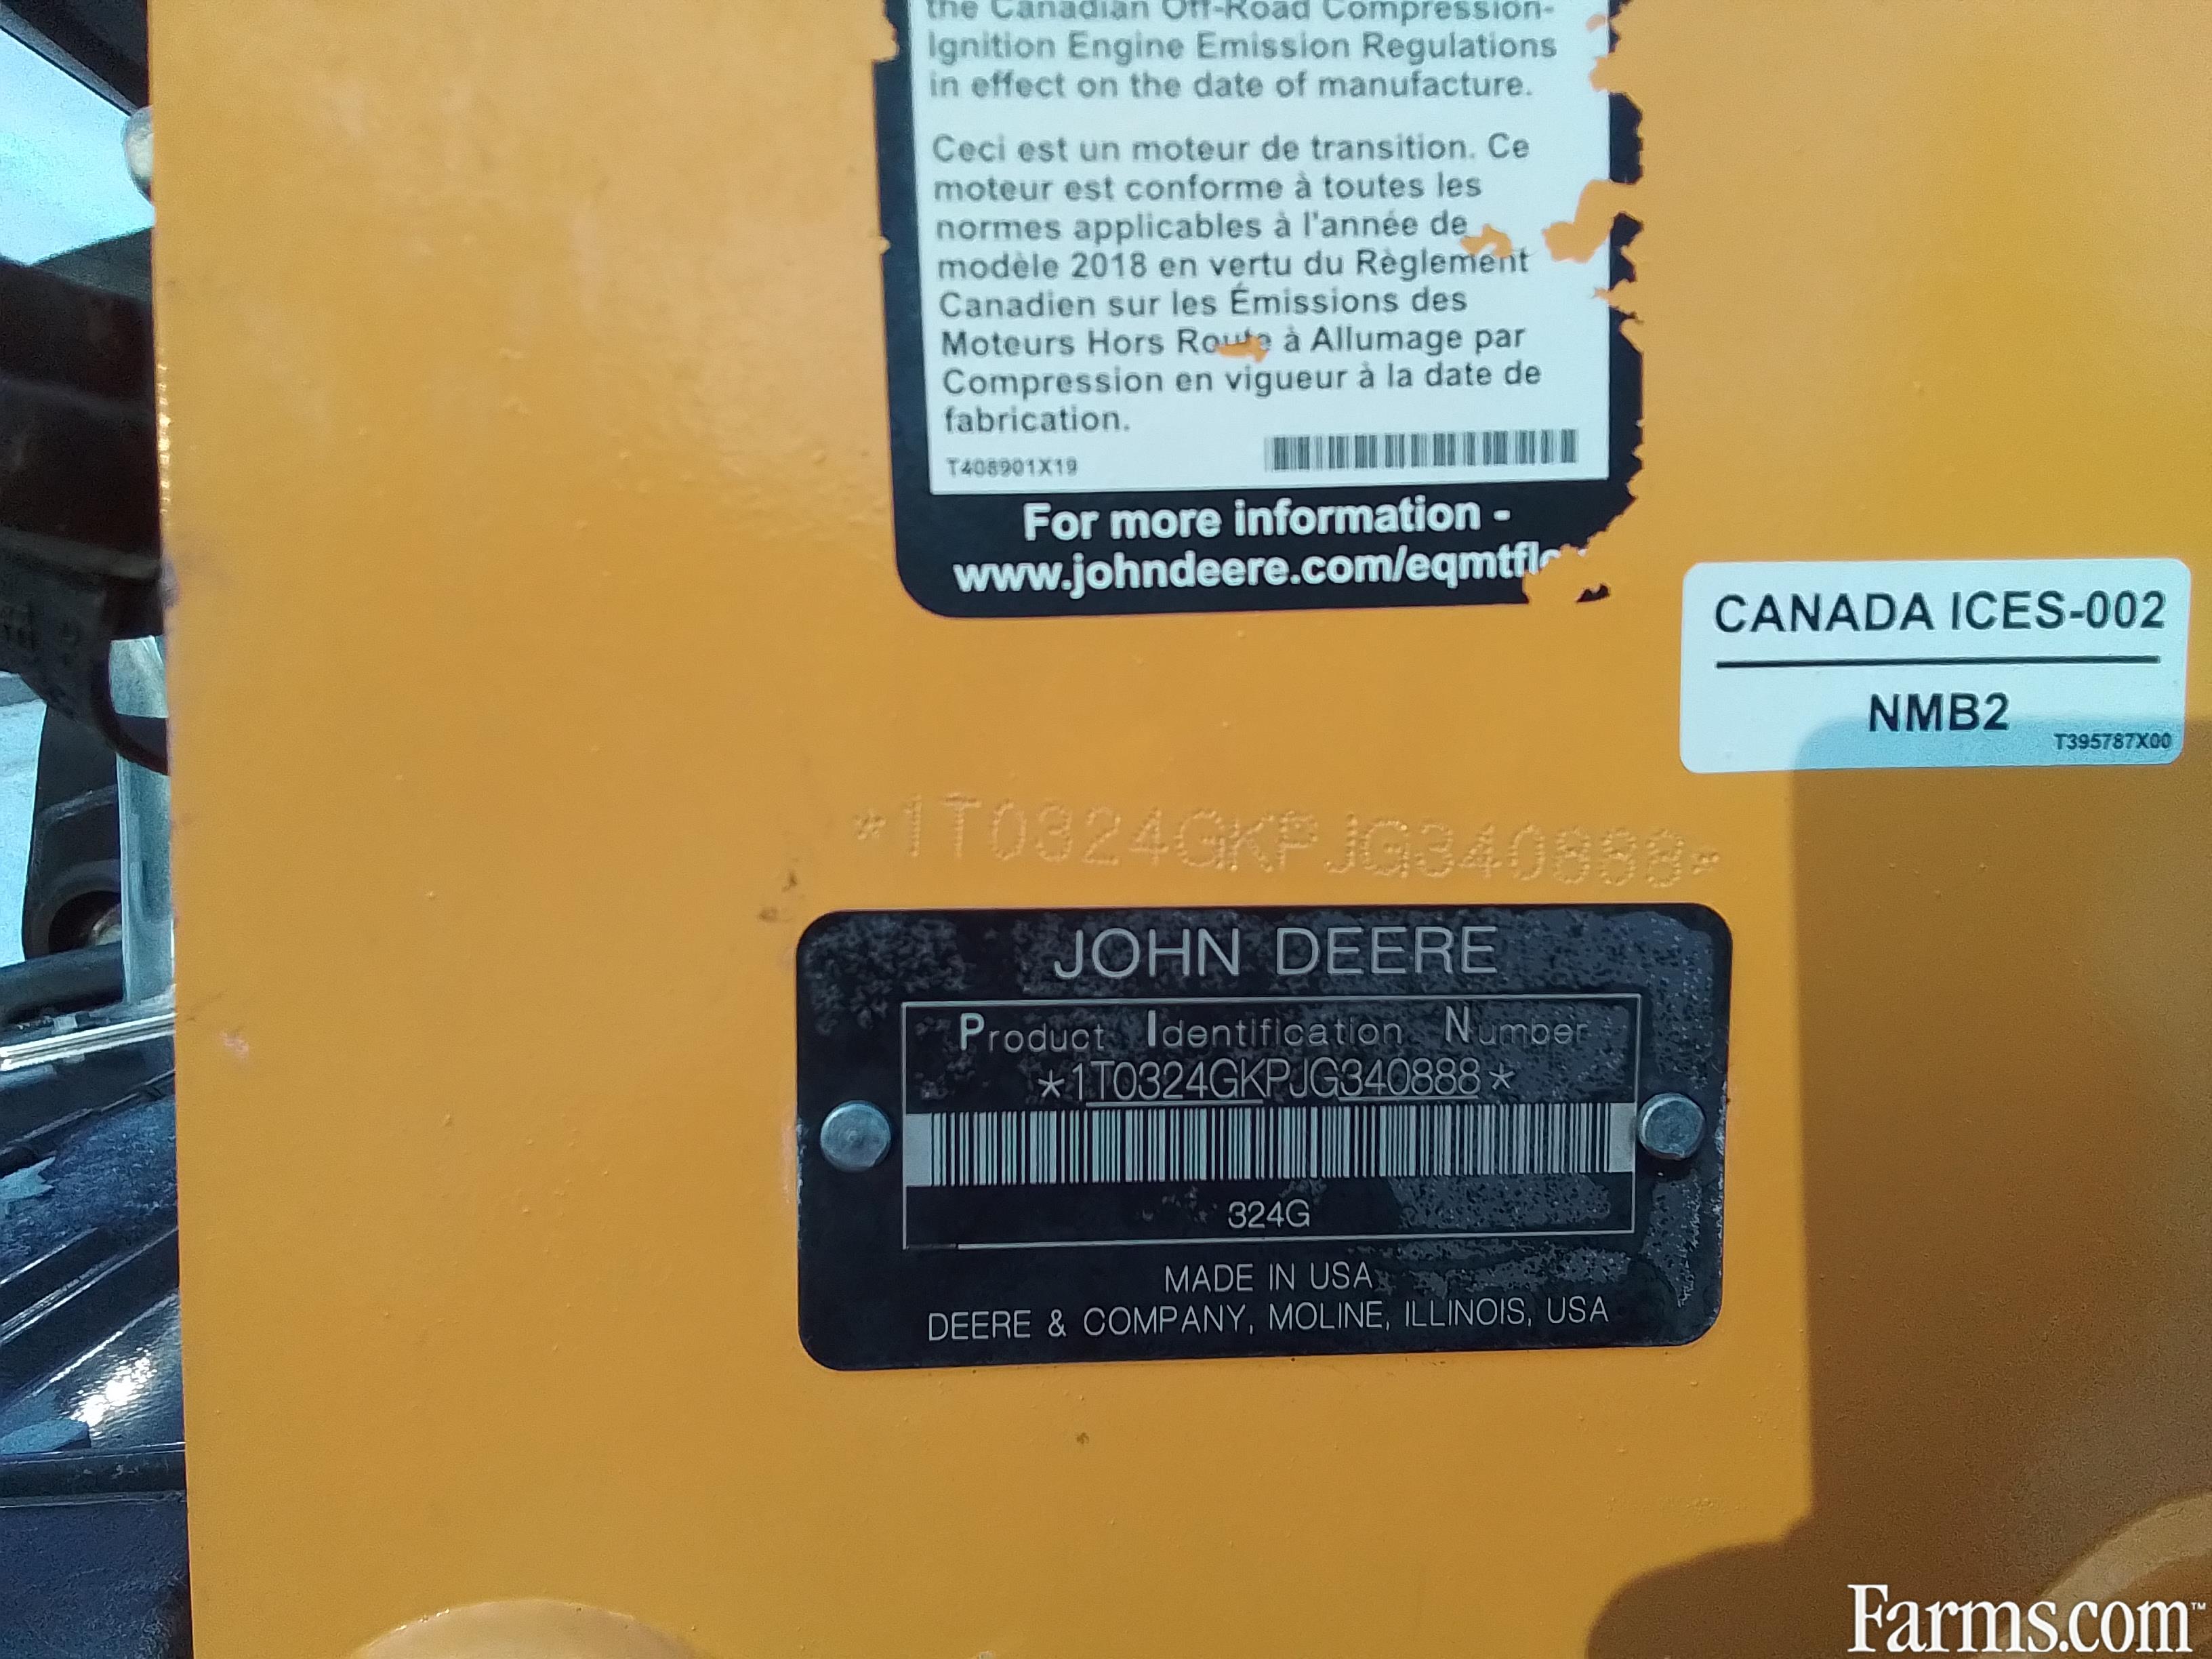 the Canadian Off-Road Compression-
Ignition Engine Emission Regulations
in effect on the date of manufacture.
Ceci est un moteur de transition. Ce
moteur est conforme à toutes les
normes applicables à l'année de
modèle 2018 en vertu du Règlement
Canadien sur les Émissions des
Moteurs Hors Route à Allumage par
Compression en vigueur à la date de
fabrication.
T408901X19
For more information -
www.johndeere.com/eqmtfl
CANADA ICES-002
NMB2
T395787X00
*1T0324GKPJG340888*
JOHN DEERE
Product Identification Number
*1T0324GKPJG340888*
324G
MADE IN USA
DEERE & COMPANY, MOLINE, ILLINOIS, USA
Farms.com™